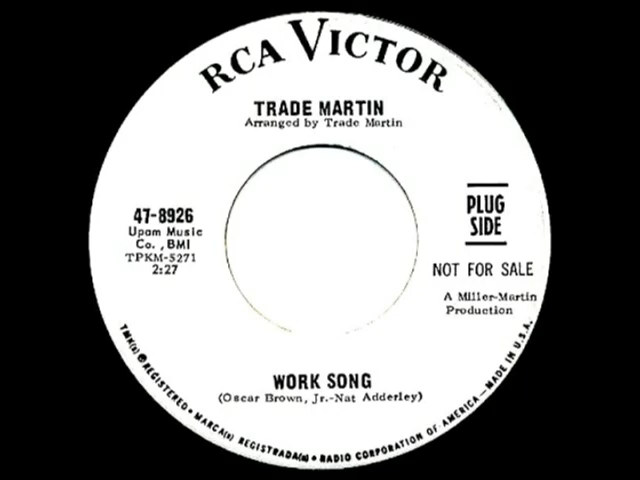 RCA VICTOR
TRADE MARTIN
Arranged by Trade Martin
47-8926
Upam Music
Co., BMI
TPKM-5271
2:27
PLUG
SIDE
NOT FOR SALE
A Miller-Martin
Production
WORK SONG
(Oscar Brown, Jr.-Nat Adderley)
TMK(s) ® REGISTERED • MARCA(s) REGISTRADA(s) • RADIO CORPORATION OF AMERICA — MADE IN U.S.A.